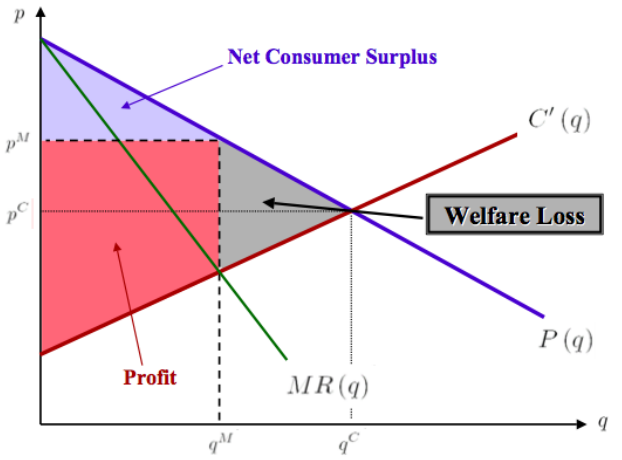 p
Net Consumer Surplus
C′ (q)
p^M
p^C
Welfare Loss
P (q)
Profit
MR (q)
q
q^M
q^C